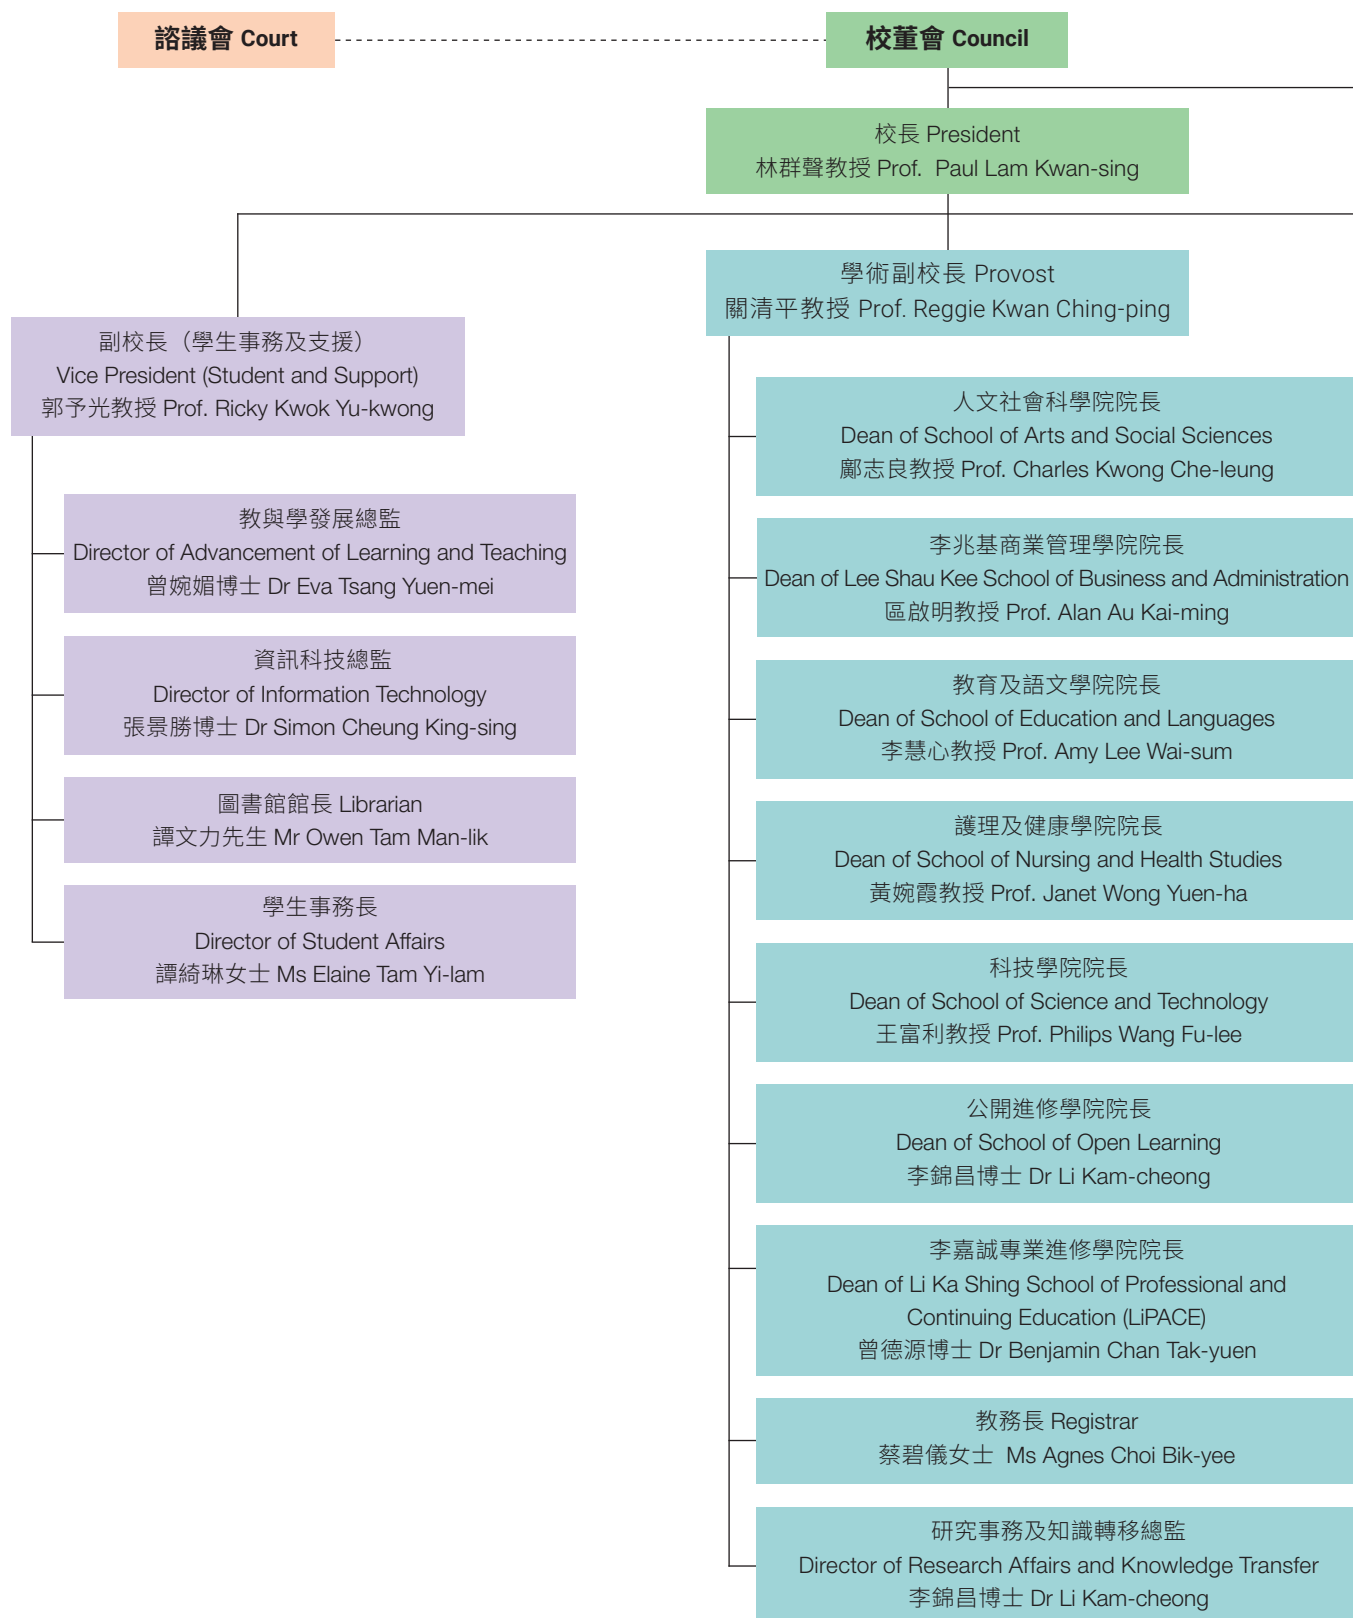 諮議會 Court
校董會 Council
校長 President
林群聲教授 Prof. Paul Lam Kwan-sing
學術副校長 Provost
關清平教授 Prof. Reggie Kwan Ching-ping
副校長（學生事務及支援）
Vice President (Student and Support)
郭予光教授 Prof. Ricky Kwok Yu-kwong
教與學發展總監
Director of Advancement of Learning and Teaching
曾婉媚博士 Dr Eva Tsang Yuen-mei
資訊科技總監
Director of Information Technology
張景勝博士 Dr Simon Cheung King-sing
圖書館館長 Librarian
譚文力先生 Mr Owen Tam Man-lik
學生事務長
Director of Student Affairs
譚綺琳女士 Ms Elaine Tam Yi-lam
人文社會科學院院長
Dean of School of Arts and Social Sciences
鄺志良教授 Prof. Charles Kwong Che-leung
李兆基商業管理學院院長
Dean of Lee Shau Kee School of Business and Administration
區啟明教授 Prof. Alan Au Kai-ming
教育及語文學院院長
Dean of School of Education and Languages
李慧心教授 Prof. Amy Lee Wai-sum
護理及健康學院院長
Dean of School of Nursing and Health Studies
黃婉霞教授 Prof. Janet Wong Yuen-ha
科技學院院長
Dean of School of Science and Technology
王富利教授 Prof. Philips Wang Fu-lee
公開進修學院院長
Dean of School of Open Learning
李錦昌博士 Dr Li Kam-cheong
李嘉誠專業進修學院院長
Dean of Li Ka Shing School of Professional and
Continuing Education (LiPACE)
曾德源博士 Dr Benjamin Chan Tak-yuen
教務長 Registrar
蔡碧儀女士 Ms Agnes Choi Bik-yee
研究事務及知識轉移總監
Director of Research Affairs and Knowledge Transfer
李錦昌博士 Dr Li Kam-cheong